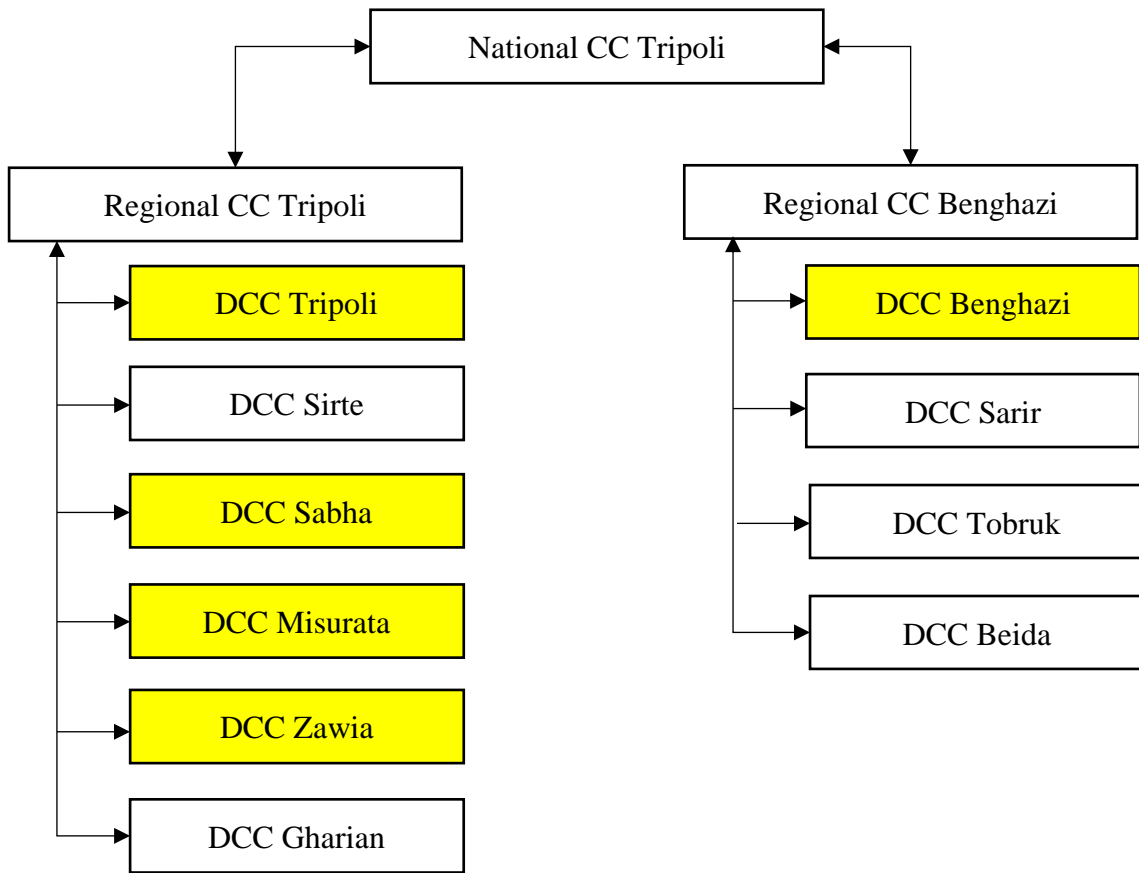 National CC Tripoli
Regional CC Tripoli
DCC Tripoli
DCC Sirte
DCC Sabha
DCC Misurata
DCC Zawia
DCC Gharian
Regional CC Benghazi
DCC Benghazi
DCC Sarir
DCC Tobruk
DCC Beida